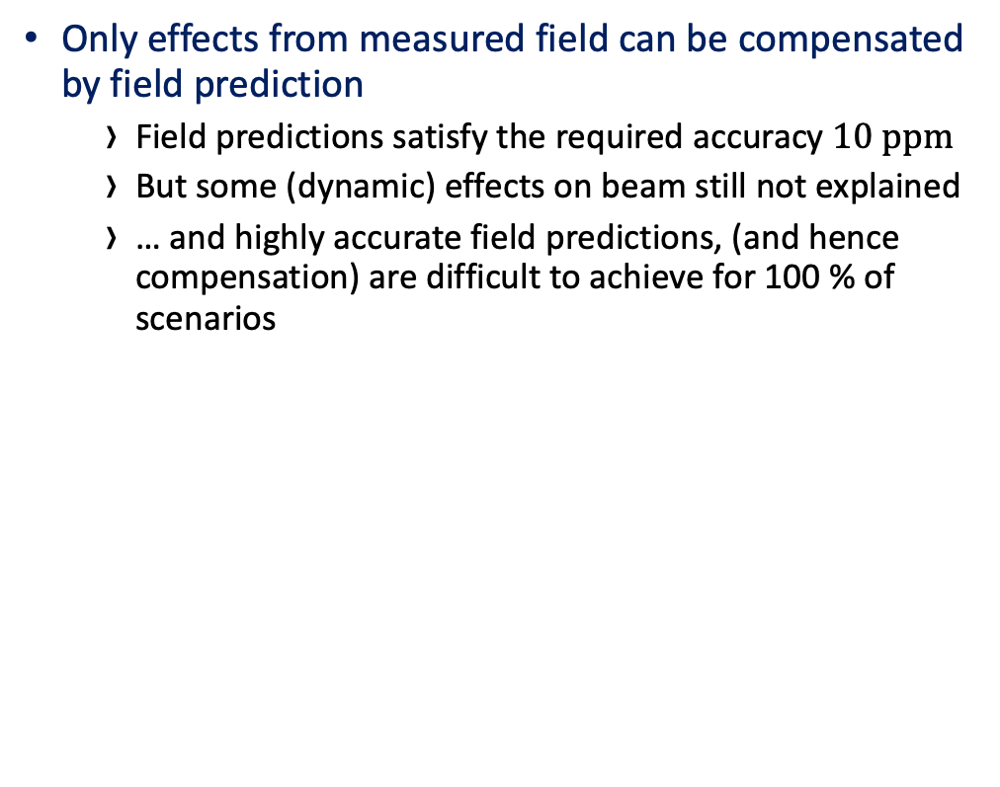 • Only effects from measured field can be compensated
by field prediction
❯ Field predictions satisfy the required accuracy 10 ppm
❯ But some (dynamic) effects on beam still not explained
❯ … and highly accurate field predictions, (and hence
compensation) are difficult to achieve for 100 % of
scenarios